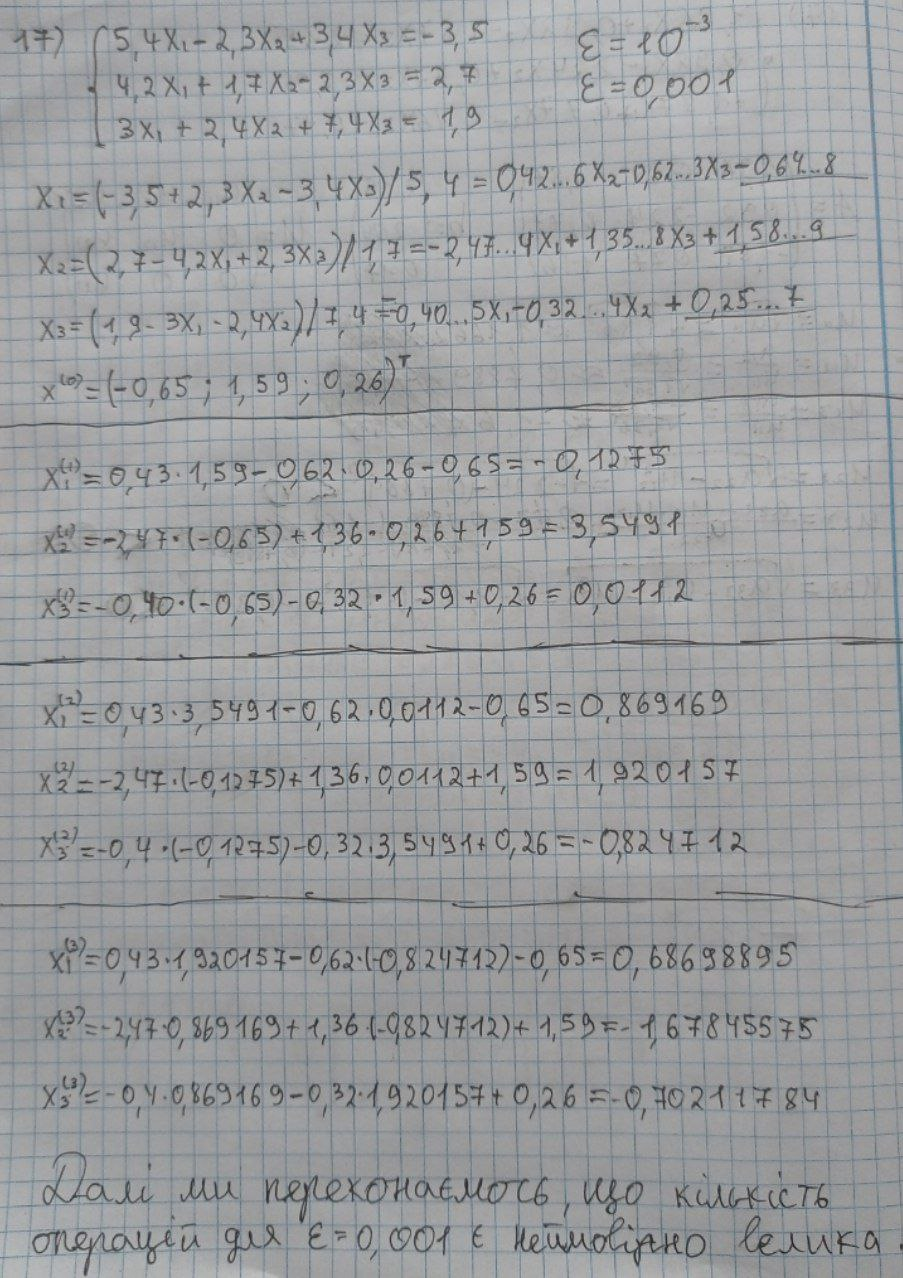 17) { 5,4x₁ - 2,3x₂ + 3,4x₃ = -3,5
4,2x₁ + 1,7x₂ - 2,3x₃ = 2,7
3x₁ + 2,4x₂ + 7,4x₃ = 1,9
ε = 10⁻³
ε = 0,001
x₁ = (-3,5 + 2,3x₂ - 3,4x₃) / 5,4 = 0,42...6x₂ - 0,62...3x₃ - 0,64...8
x₂ = (2,7 - 4,2x₁ + 2,3x₃) / 1,7 = -2,47...4x₁ + 1,35...8x₃ + 1,58...9
x₃ = (1,9 - 3x₁ - 2,4x₂) / 7,4 = -0,40...5x₁ - 0,32...4x₂ + 0,25...7
x⁽⁰⁾ = (-0,65 ; 1,59 ; 0,26)ᵀ
x₁⁽¹⁾ = 0,43 · 1,59 - 0,62 · 0,26 - 0,65 = -0,1275
x₂⁽¹⁾ = -2,47 · (-0,65) + 1,36 · 0,26 + 1,59 = 3,5491
x₃⁽¹⁾ = -0,40 · (-0,65) - 0,32 · 1,59 + 0,26 = 0,0112
x₁⁽²⁾ = 0,43 · 3,5491 - 0,62 · 0,0112 - 0,65 = 0,869169
x₂⁽²⁾ = -2,47 · (-0,1275) + 1,36 · 0,0112 + 1,59 = 1,920157
x₃⁽²⁾ = -0,4 · (-0,1275) - 0,32 · 3,5491 + 0,26 = -0,824712
x₁⁽³⁾ = 0,43 · 1,920157 - 0,62 · (-0,824712) - 0,65 = 0,68698895
x₂⁽³⁾ = -2,47 · 0,869169 + 1,36 · (-0,824712) + 1,59 = -1,67845575
x₃⁽³⁾ = -0,4 · 0,869169 - 0,32 · 1,920157 + 0,26 = -0,70211784
Далі ми переконаємось, що кількість
операцій для ε = 0,001 є неймовірно велика.